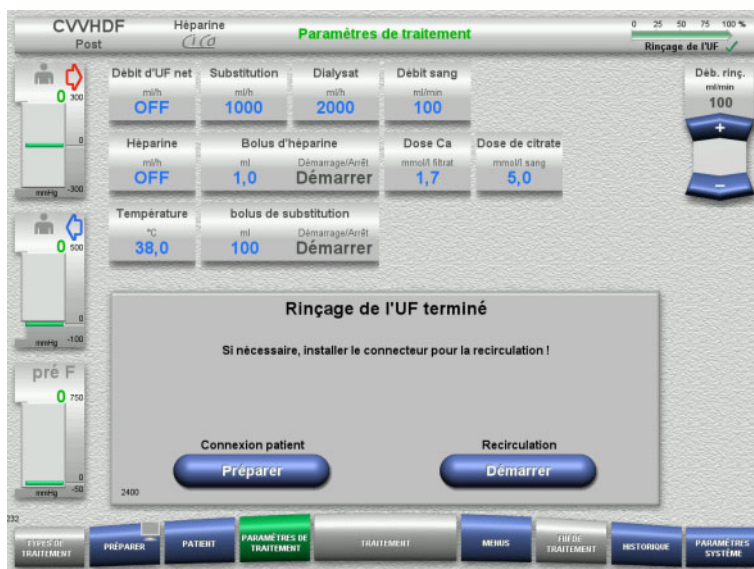 CVVHDF
Post
Héparine
CiCa
Paramètres de traitement
0 25 50 75 100 %
Rinçage de l'UF
0
300
0
mmHg -300
0
500
0
mmHg -100
pré F
0
750
0
mmHg -50
Débit d'UF net
ml/h
OFF
Substitution
ml/h
1000
Dialysat
ml/h
2000
Débit sang
ml/min
100
Déb. rinç.
ml/min
100
+
−
Héparine
ml/h
OFF
Bolus d'héparine
ml Démarrage/Arrêt
1,0 Démarrer
Dose Ca
mmol/l filtrat
1,7
Dose de citrate
mmol/l sang
5,0
Température
°C
38,0
bolus de substitution
ml Démarrage/Arrêt
100 Démarrer
Rinçage de l'UF terminé
Si nécessaire, installer le connecteur pour la recirculation !
Connexion patient
Préparer
Recirculation
Démarrer
2400
232
TYPES DE TRAITEMENT
PRÉPARER
PATIENT
PARAMÈTRES DE TRAITEMENT
TRAITEMENT
MENUS
FIN DE TRAITEMENT
HISTORIQUE
PARAMÈTRES SYSTÈME